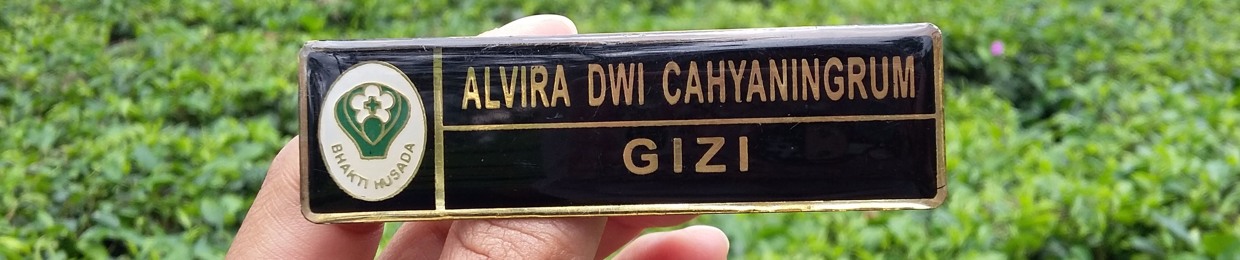 ALVIRA DWI CAHYANINGRUM
GIZI
BHAKTI HUSADA